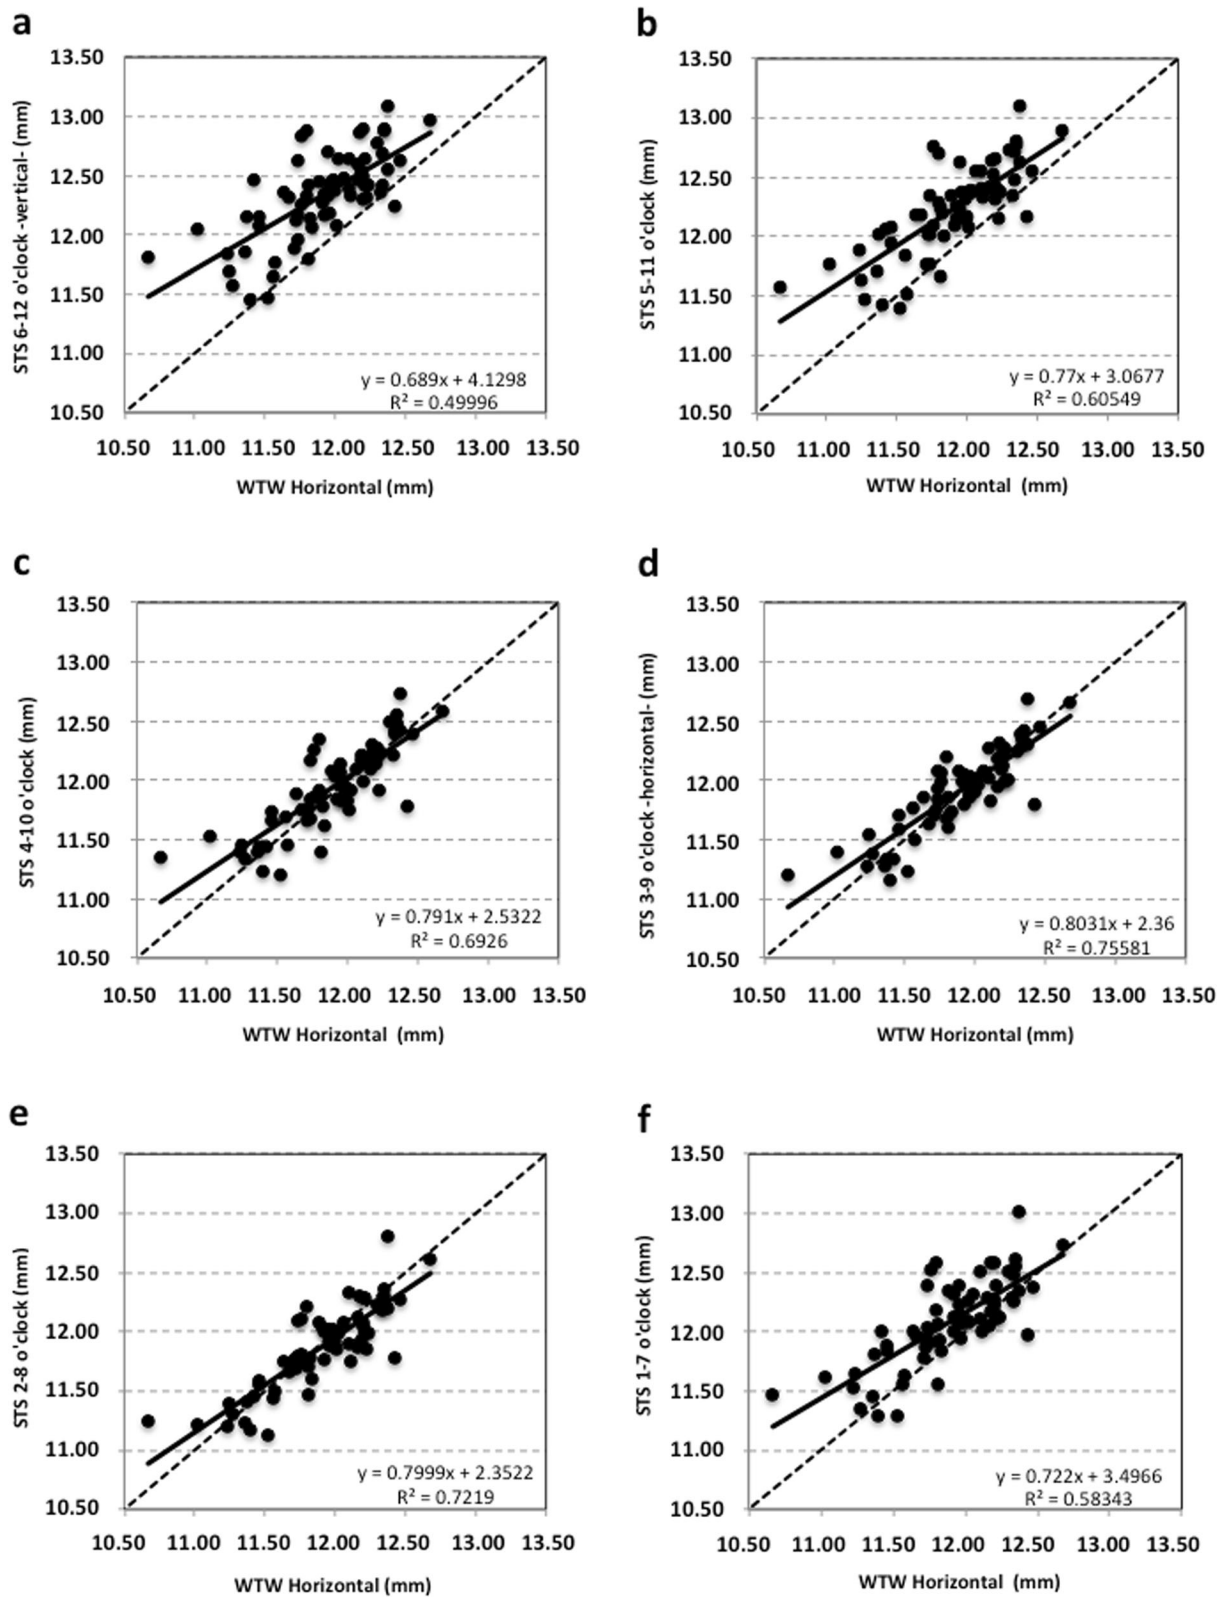 a
13.50
13.00
12.50
12.00
11.50
11.00
10.50
STS 6-12 o'clock -vertical- (mm)
y = 0.689x + 4.1298
R² = 0.49996
10.50 11.00 11.50 12.00 12.50 13.00 13.50
WTW Horizontal (mm)
b
13.50
13.00
12.50
12.00
11.50
11.00
10.50
STS 5-11 o'clock (mm)
y = 0.77x + 3.0677
R² = 0.60549
10.50 11.00 11.50 12.00 12.50 13.00 13.50
WTW Horizontal (mm)
c
13.50
13.00
12.50
12.00
11.50
11.00
10.50
STS 4-10 o'clock (mm)
y = 0.791x + 2.5322
R² = 0.6926
10.50 11.00 11.50 12.00 12.50 13.00 13.50
WTW Horizontal (mm)
d
13.50
13.00
12.50
12.00
11.50
11.00
10.50
STS 3-9 o'clock -horizontal- (mm)
y = 0.8031x + 2.36
R² = 0.75581
10.50 11.00 11.50 12.00 12.50 13.00 13.50
WTW Horizontal (mm)
e
13.50
13.00
12.50
12.00
11.50
11.00
10.50
STS 2-8 o'clock (mm)
y = 0.7999x + 2.3522
R² = 0.7219
10.50 11.00 11.50 12.00 12.50 13.00 13.50
WTW Horizontal (mm)
f
13.50
13.00
12.50
12.00
11.50
11.00
10.50
STS 1-7 o'clock (mm)
y = 0.722x + 3.4966
R² = 0.58343
10.50 11.00 11.50 12.00 12.50 13.00 13.50
WTW Horizontal (mm)